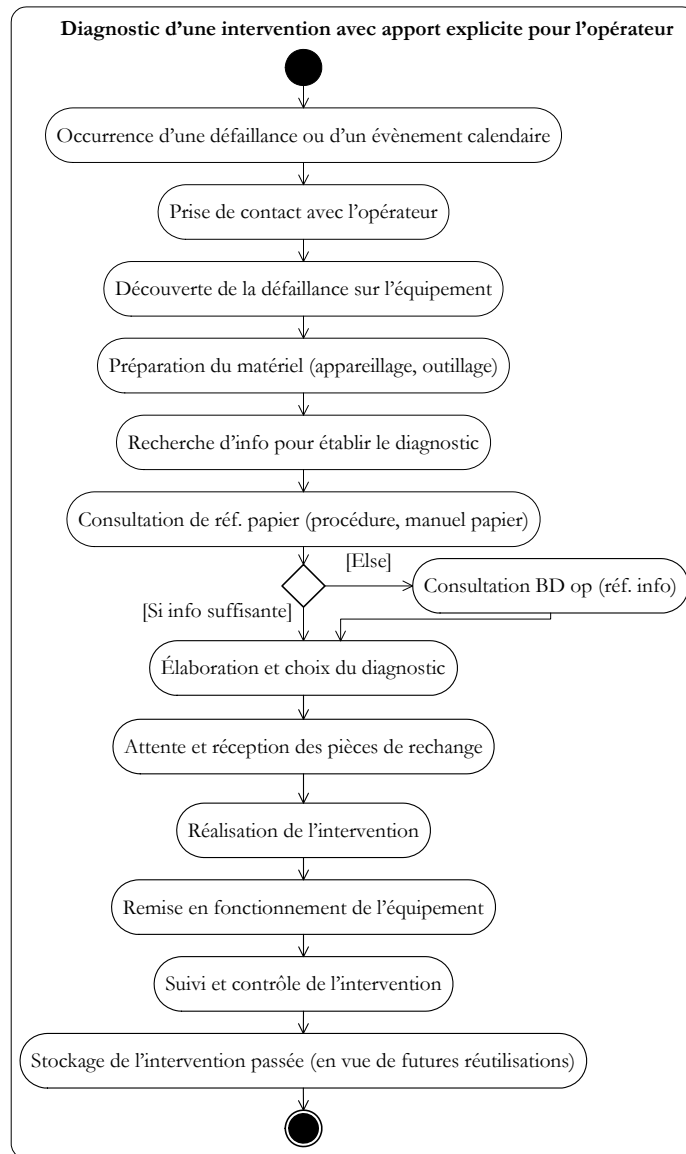 Diagnostic d’une intervention avec apport explicite pour l’opérateur
Occurrence d’une défaillance ou d’un évènement calendaire
Prise de contact avec l’opérateur
Découverte de la défaillance sur l’équipement
Préparation du matériel (appareillage, outillage)
Recherche d’info pour établir le diagnostic
Consultation de réf. papier (procédure, manuel papier)
[Else]
Consultation BD op (réf. info)
[Si info suffisante]
Élaboration et choix du diagnostic
Attente et réception des pièces de rechange
Réalisation de l’intervention
Remise en fonctionnement de l’équipement
Suivi et contrôle de l’intervention
Stockage de l’intervention passée (en vue de futures réutilisations)